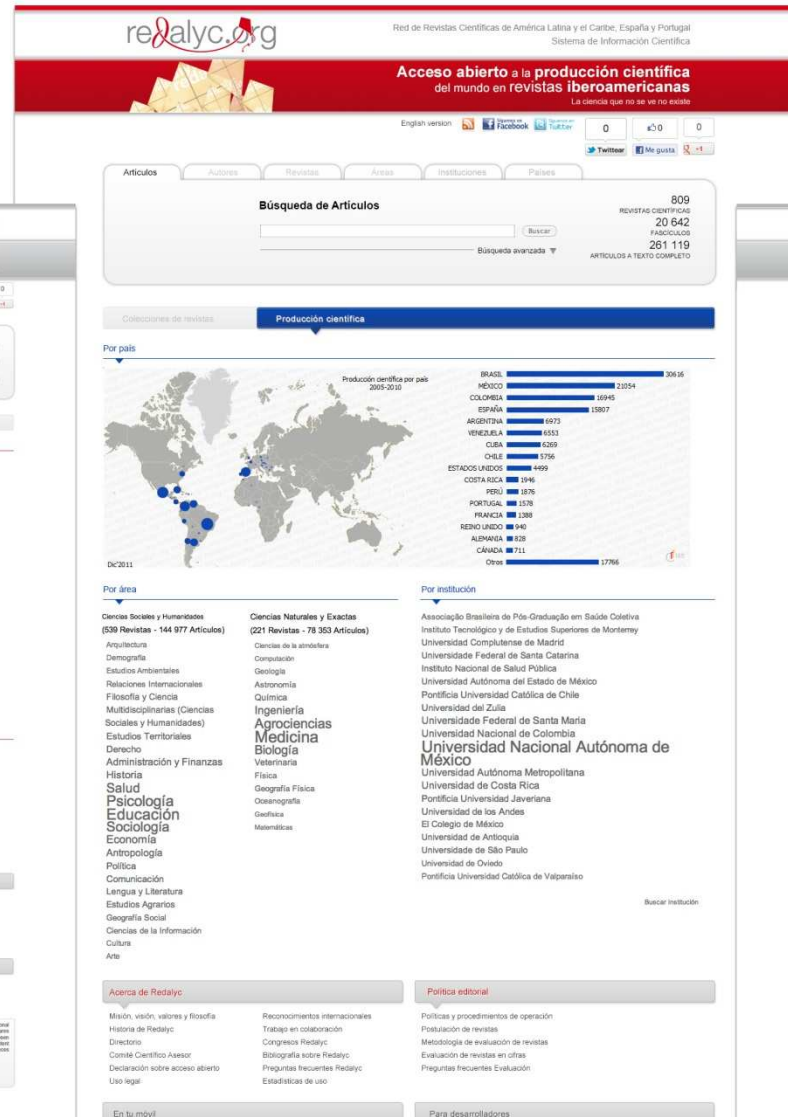 redalyc.org
Red de Revistas Científicas de América Latina y el Caribe, España y Portugal
Sistema de Información Científica
Acceso abierto a la producción científica
del mundo en revistas iberoamericanas
La ciencia que no se ve no existe
English version
Síguenos en
Facebook
Síguenos en
Twitter
0
0
0
Twittear
Me gusta
+1
Artículos
Autores
Revistas
Áreas
Instituciones
Países
Búsqueda de Artículos
Buscar
Búsqueda avanzada
809
REVISTAS CIENTÍFICAS
20 642
FASCÍCULOS
261 119
ARTÍCULOS A TEXTO COMPLETO
Colecciones de revistas
Producción científica
Por país
Producción científica por país
2005-2010
BRASIL 30616
MÉXICO 21054
COLOMBIA 16945
ESPAÑA 15807
ARGENTINA 6973
VENEZUELA 6553
CUBA 6269
CHILE 5756
ESTADOS UNIDOS 4499
COSTA RICA 1946
PERÚ 1876
PORTUGAL 1578
FRANCIA 1388
REINO UNIDO 940
ALEMANIA 828
CÁNADA 711
Otros 17766
Dic'2011
Por área
Ciencias Sociales y Humanidades
(539 Revistas - 144 977 Artículos)
Arquitectura
Demografía
Estudios Ambientales
Relaciones Internacionales
Filosofía y Ciencia
Multidisciplinarias (Ciencias
Sociales y Humanidades)
Estudios Territoriales
Derecho
Administración y Finanzas
Historia
Salud
Psicología
Educación
Sociología
Economía
Antropología
Política
Comunicación
Lengua y Literatura
Estudios Agrarios
Geografía Social
Ciencias de la Información
Cultura
Arte
Ciencias Naturales y Exactas
(221 Revistas - 78 353 Artículos)
Ciencias de la atmósfera
Computación
Geología
Astronomía
Química
Ingeniería
Agrociencias
Medicina
Biología
Veterinaria
Física
Geografía Física
Oceanografía
Geofísica
Matemáticas
Por institución
Associação Brasileira de Pós-Graduação em Saúde Coletiva
Instituto Tecnológico y de Estudios Superiores de Monterrey
Universidad Complutense de Madrid
Universidade Federal de Santa Catarina
Instituto Nacional de Salud Pública
Universidad Autónoma del Estado de México
Pontificia Universidad Católica de Chile
Universidad del Zulia
Universidade Federal de Santa Maria
Universidad Nacional de Colombia
Universidad Nacional Autónoma de
México
Universidad Autónoma Metropolitana
Universidad de Costa Rica
Pontificia Universidad Javeriana
Universidad de los Andes
El Colegio de México
Universidad de Antioquia
Universidade de São Paulo
Universidad de Oviedo
Pontificia Universidad Católica de Valparaíso
Buscar Institución
Acerca de Redalyc
Misión, visión, valores y filosofía
Historia de Redalyc
Directorio
Comité Científico Asesor
Declaración sobre acceso abierto
Uso legal
Reconocimientos internacionales
Trabajo en colaboración
Congresos Redalyc
Bibliografía sobre Redalyc
Preguntas frecuentes Redalyc
Estadísticas de uso
Política editorial
Políticas y procedimientos de operación
Postulación de revistas
Metodología de evaluación de revistas
Evaluación de revistas en cifras
Preguntas frecuentes Evaluación
En tu móvil
Para desarrolladores